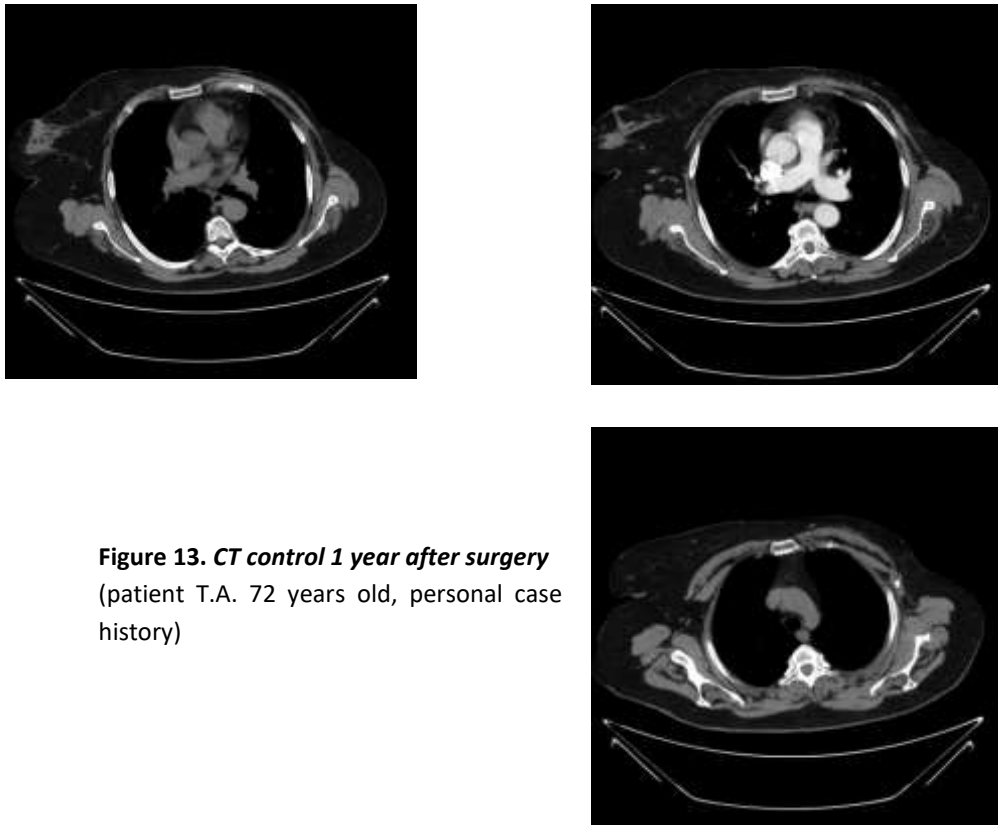 Figure 13. CT control 1 year after surgery
(patient T.A. 72 years old, personal case
history)